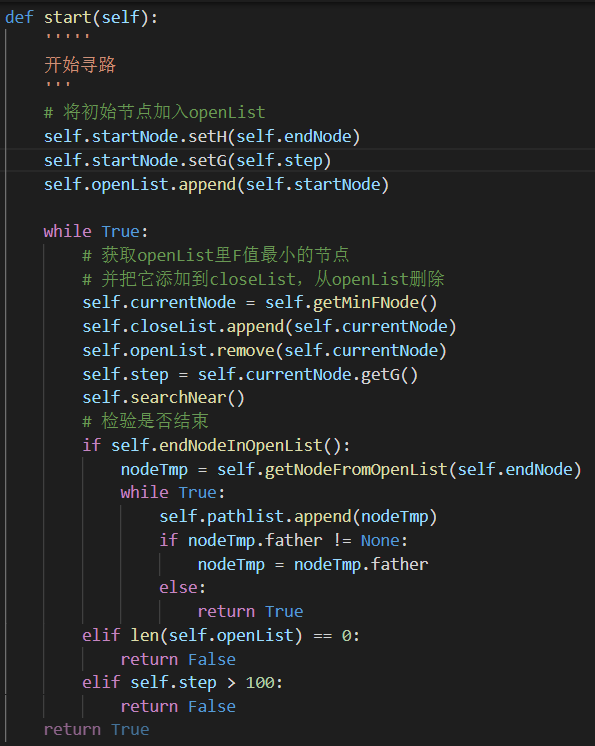 def start(self):
    '''''
    开始寻路
    '''
    # 将初始节点加入openList
    self.startNode.setH(self.endNode)
    self.startNode.setG(self.step)
    self.openList.append(self.startNode)

    while True:
        # 获取openList里F值最小的节点
        # 并把它添加到closeList，从openList删除
        self.currentNode = self.getMinFNode()
        self.closeList.append(self.currentNode)
        self.openList.remove(self.currentNode)
        self.step = self.currentNode.getG()
        self.searchNear()
        # 检验是否结束
        if self.endNodeInOpenList():
            nodeTmp = self.getNodeFromOpenList(self.endNode)
            while True:
                self.pathlist.append(nodeTmp)
                if nodeTmp.father != None:
                    nodeTmp = nodeTmp.father
                else:
                    return True
        elif len(self.openList) == 0:
            return False
        elif self.step > 100:
            return False
    return True